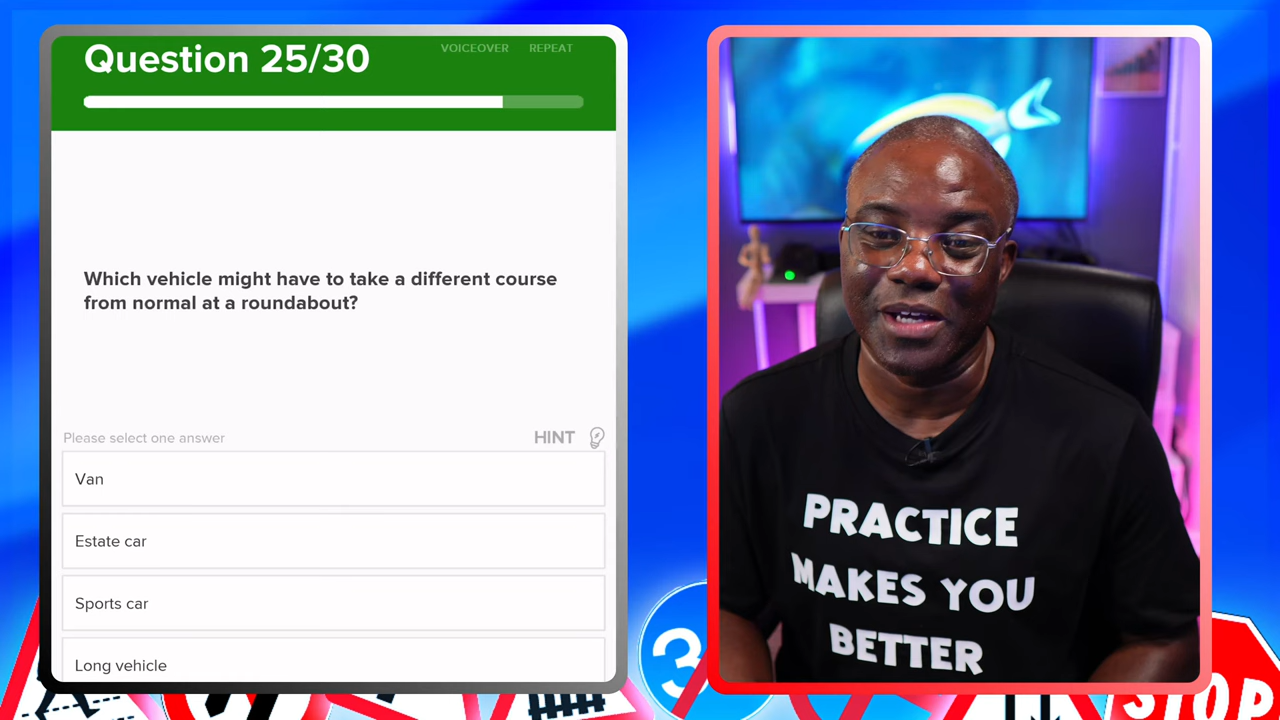 Question 25/30
VOICEOVER REPEAT
Which vehicle might have to take a different course
from normal at a roundabout?
Please select one answer
HINT
Van
Estate car
Sports car
Long vehicle
PRACTICE
MAKES YOU
BETTER
3
STOP